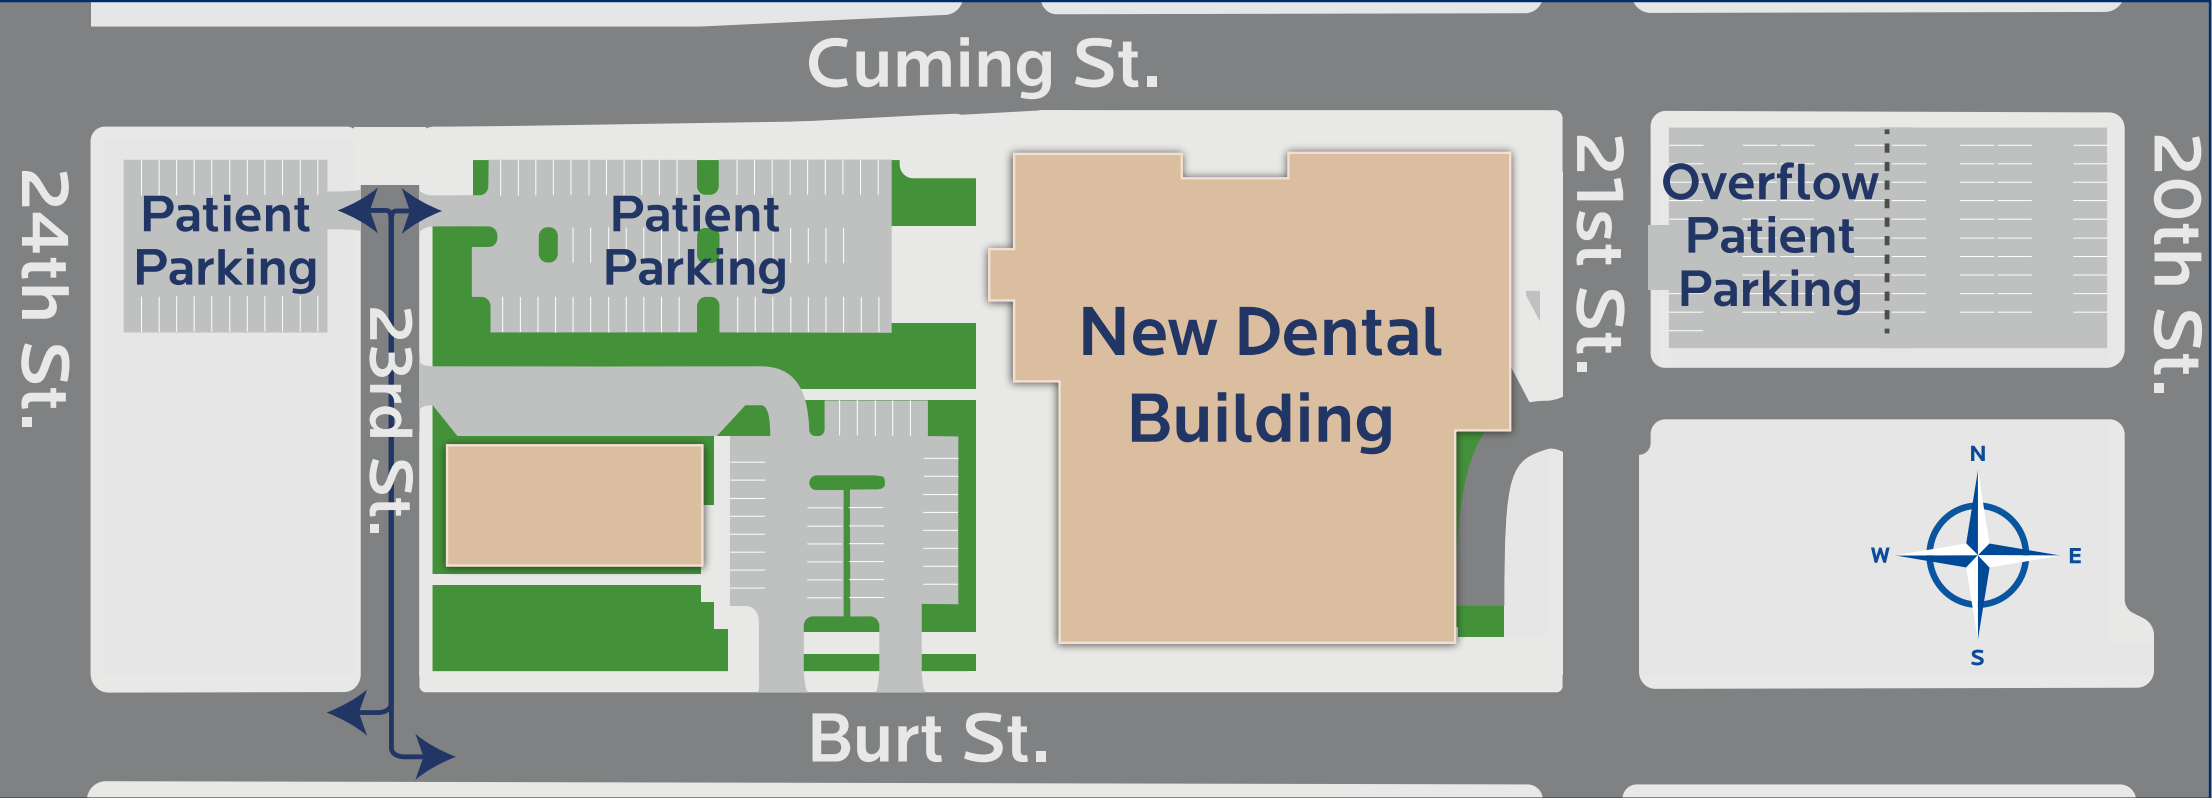 Cuming St.
24th St.
Patient
Parking
23rd St.
Patient
Parking
New Dental
Building
21st St.
Overflow
Patient
Parking
20th St.
N
W
E
S
Burt St.